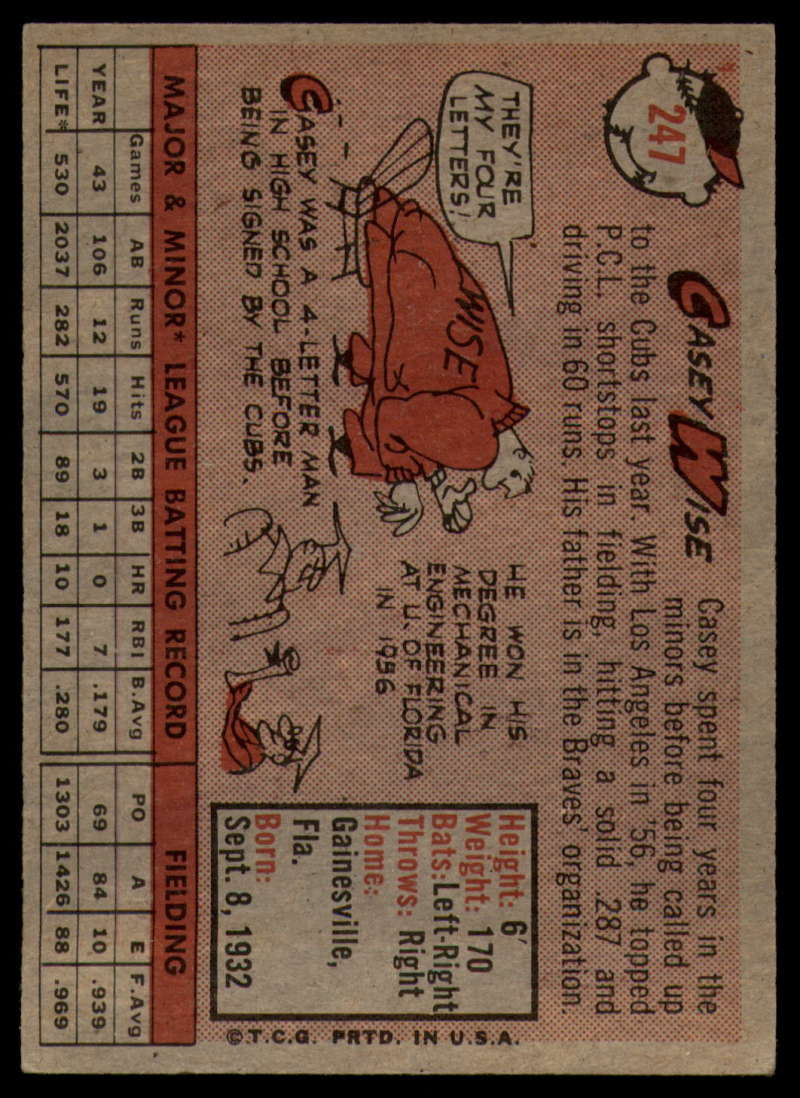 247
CASEY WISE
Casey spent four years in the
minors before being called up
to the Cubs last year. With Los Angeles in '56, he topped
P.C.L. shortstops in fielding, hitting a solid .287 and
driving in 60 runs. His father is in the Braves' organization.
THEY'RE
MY FOUR
LETTERS!
WISE
CASEY WAS A 4-LETTER MAN
IN HIGH SCHOOL BEFORE
BEING SIGNED BY THE CUBS.
HE WON HIS
DEGREE IN
MECHANICAL
ENGINEERING
AT U. OF FLORIDA
IN 1956
Height: 6'
Weight: 170
Bats: Left-Right
Throws: Right
Home:
Gainesville,
Fla.
Born:
Sept. 8, 1932
© T.C.G. PRTD. IN U.S.A.
MAJOR & MINOR* LEAGUE BATTING RECORD FIELDING
Games AB Runs Hits 2B 3B HR RBI B.Avg PO A E F.Avg
YEAR 43 106 12 19 3 1 0 7 .179 69 84 10 .939
LIFE* 530 2037 282 570 89 18 10 177 .280 1303 1426 88 .969